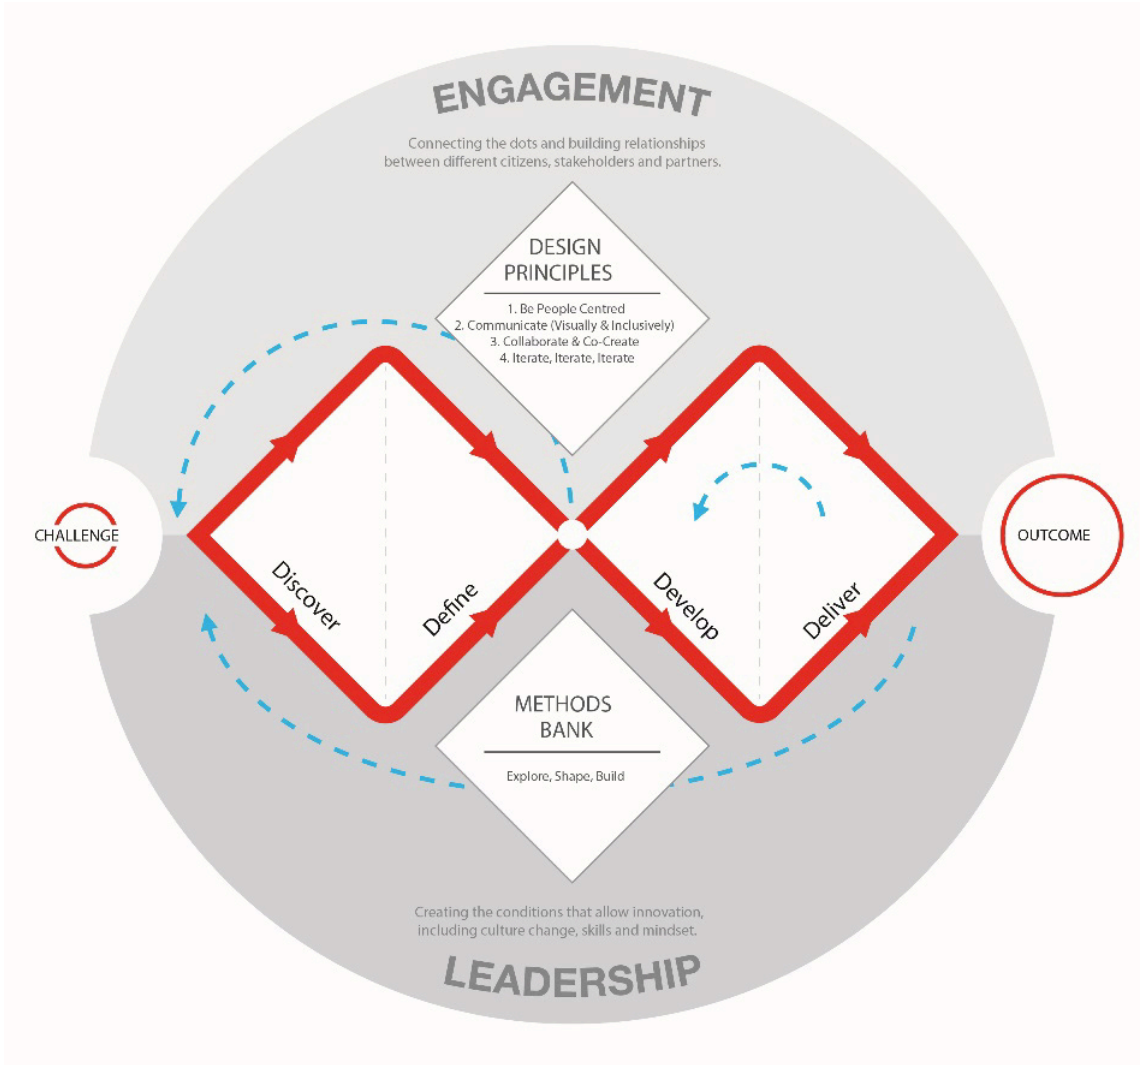 ENGAGEMENT
Connecting the dots and building relationships
between different citizens, stakeholders and partners.
DESIGN
PRINCIPLES
1. Be People Centred
2. Communicate (Visually & Inclusively)
3. Collaborate & Co-Create
4. Iterate, Iterate, Iterate
CHALLENGE
OUTCOME
Discover
Define
Develop
Deliver
METHODS
BANK
Explore, Shape, Build
Creating the conditions that allow innovation,
including culture change, skills and mindset.
LEADERSHIP